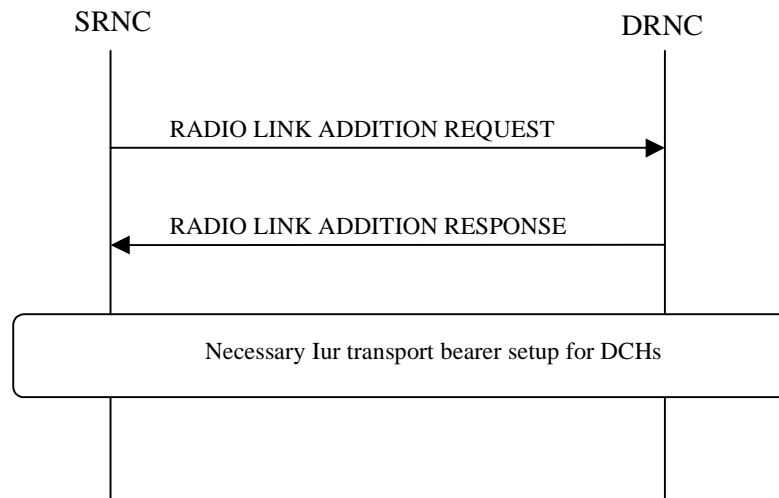 SRNC
DRNC
RADIO LINK ADDITION REQUEST
RADIO LINK ADDITION RESPONSE
Necessary Iur transport bearer setup for DCHs